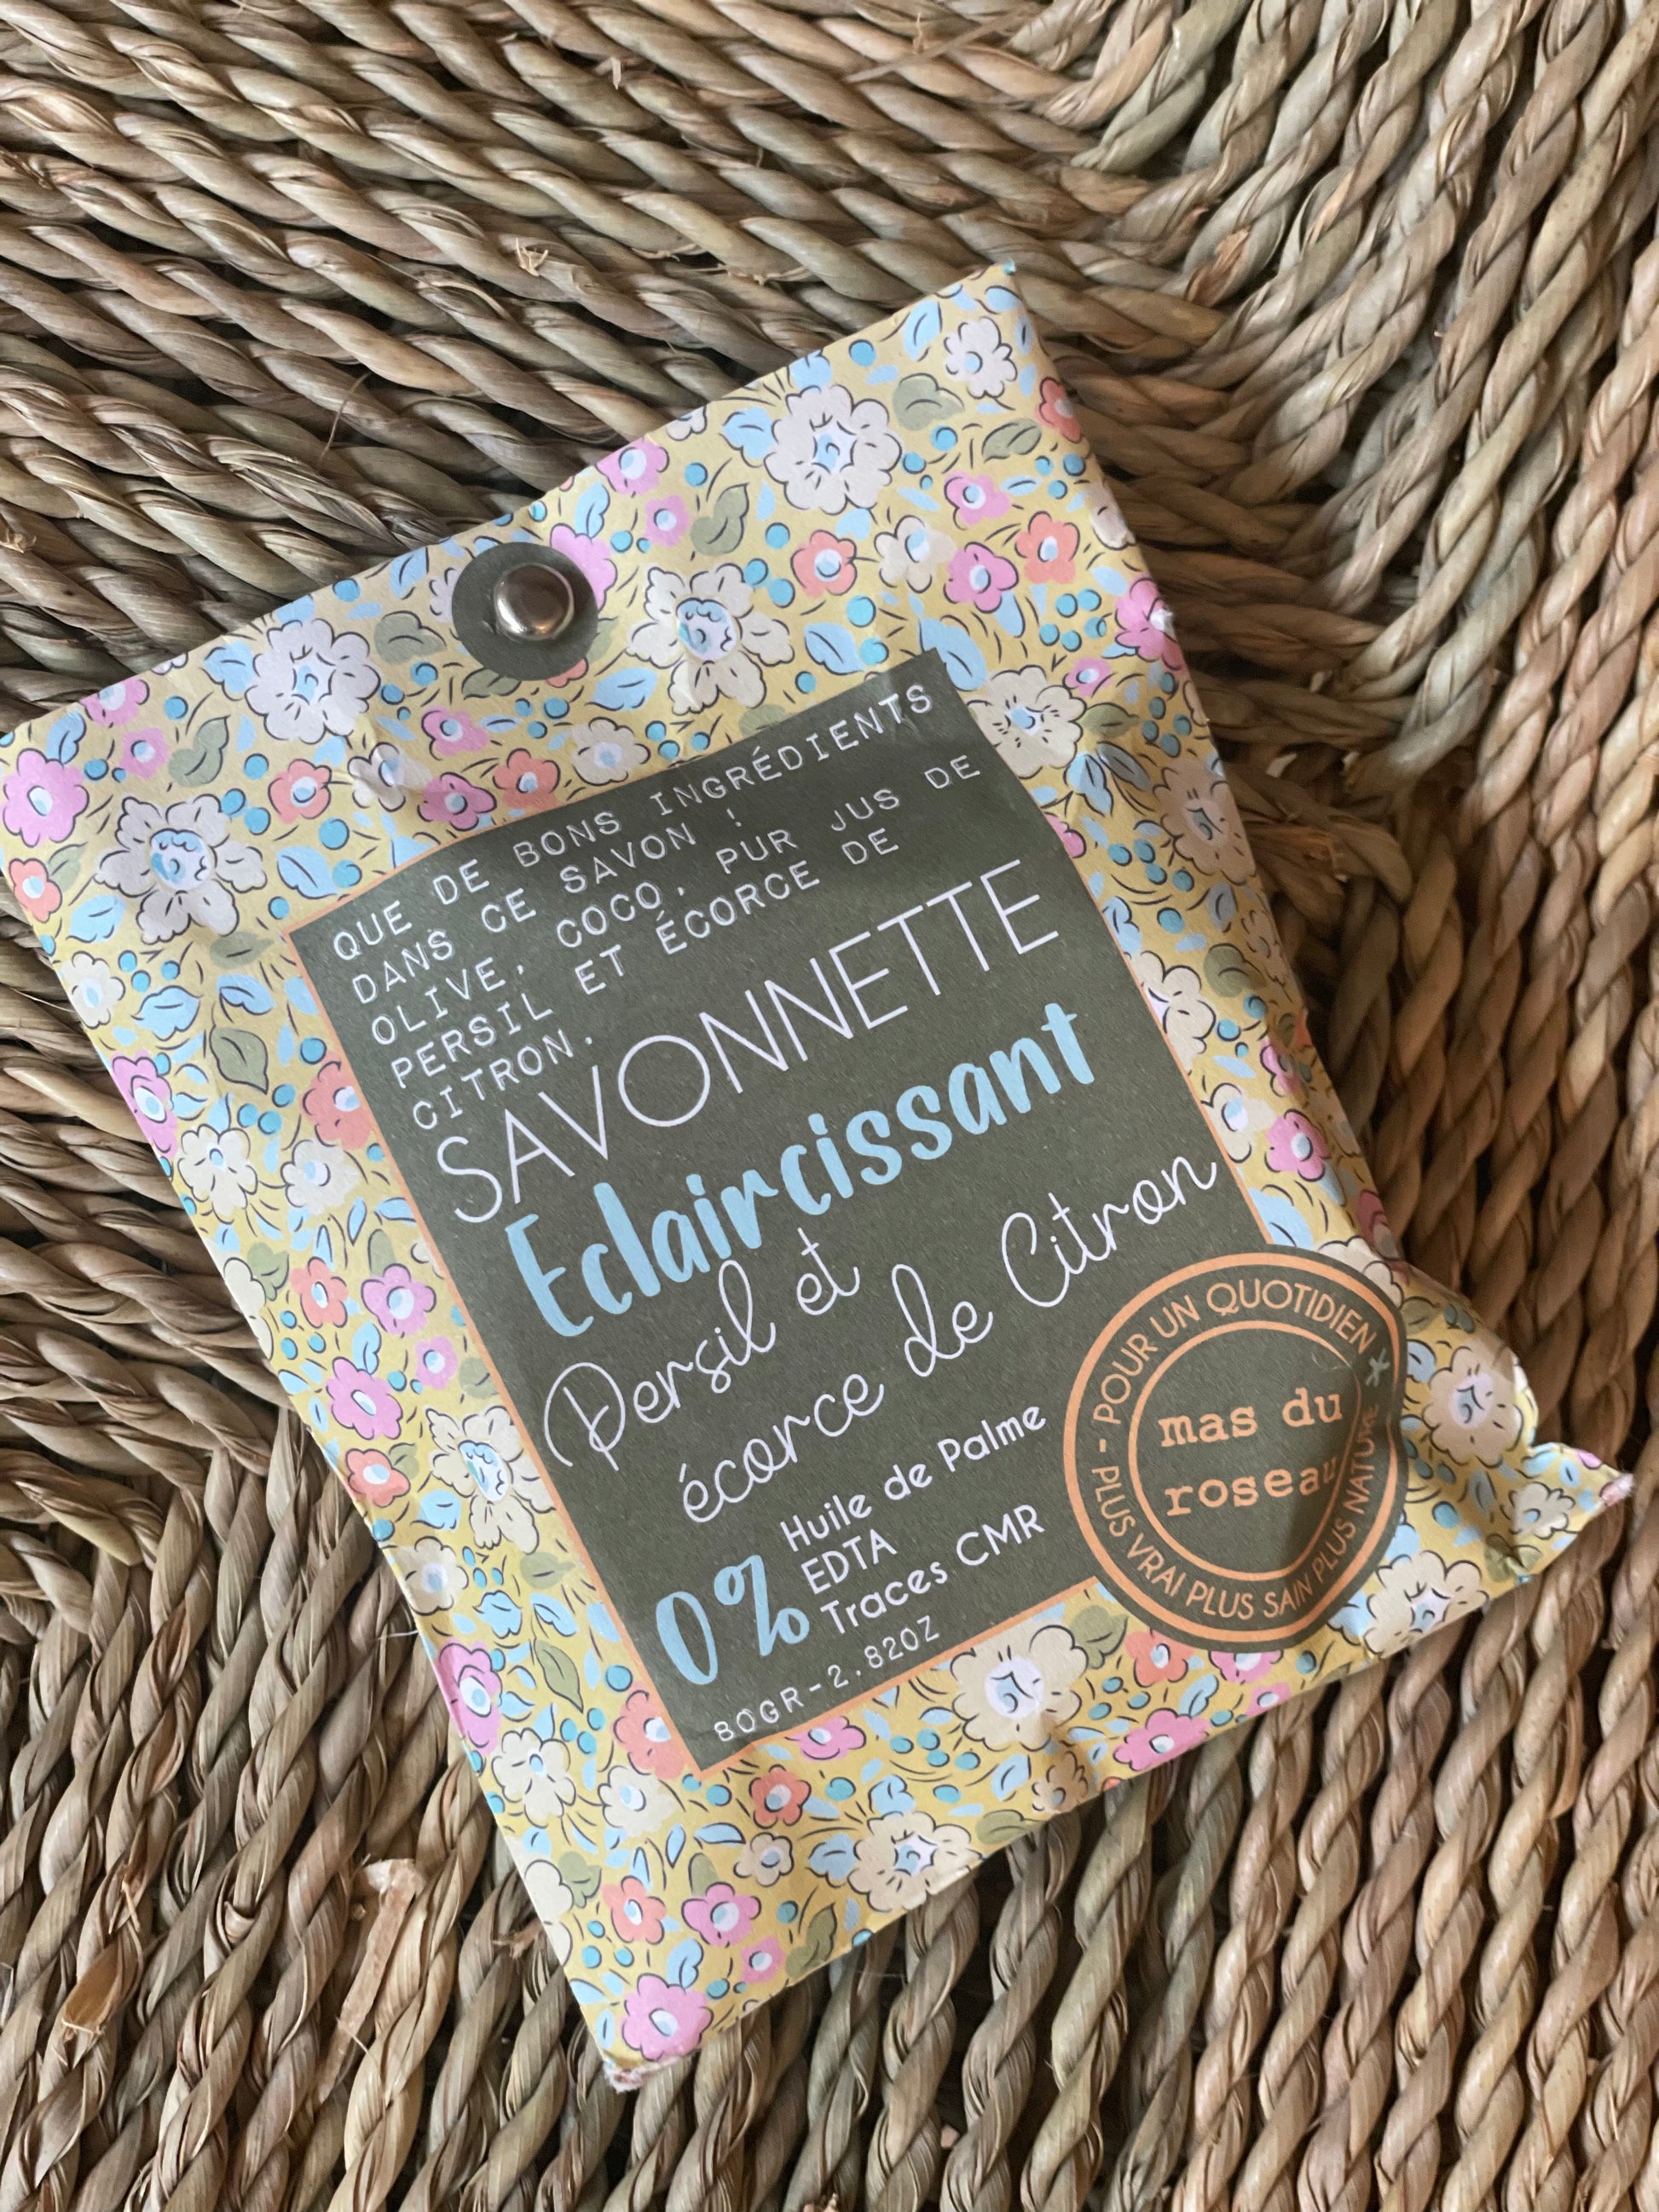 QUE DE BONS INGRÉDIENTS
DANS CE SAVON !
OLIVE, COCO, PUR JUS DE
PERSIL ET ÉCORCE DE
CITRON.
SAVONNETTE
Eclaircissant
Persil et
écorce de Citron
0%
Huile de Palme
EDTA
Traces CMR
80GR-2.82OZ
- POUR UN QUOTIDIEN * PLUS VRAI PLUS SAIN PLUS NATURE
mas du
roseau